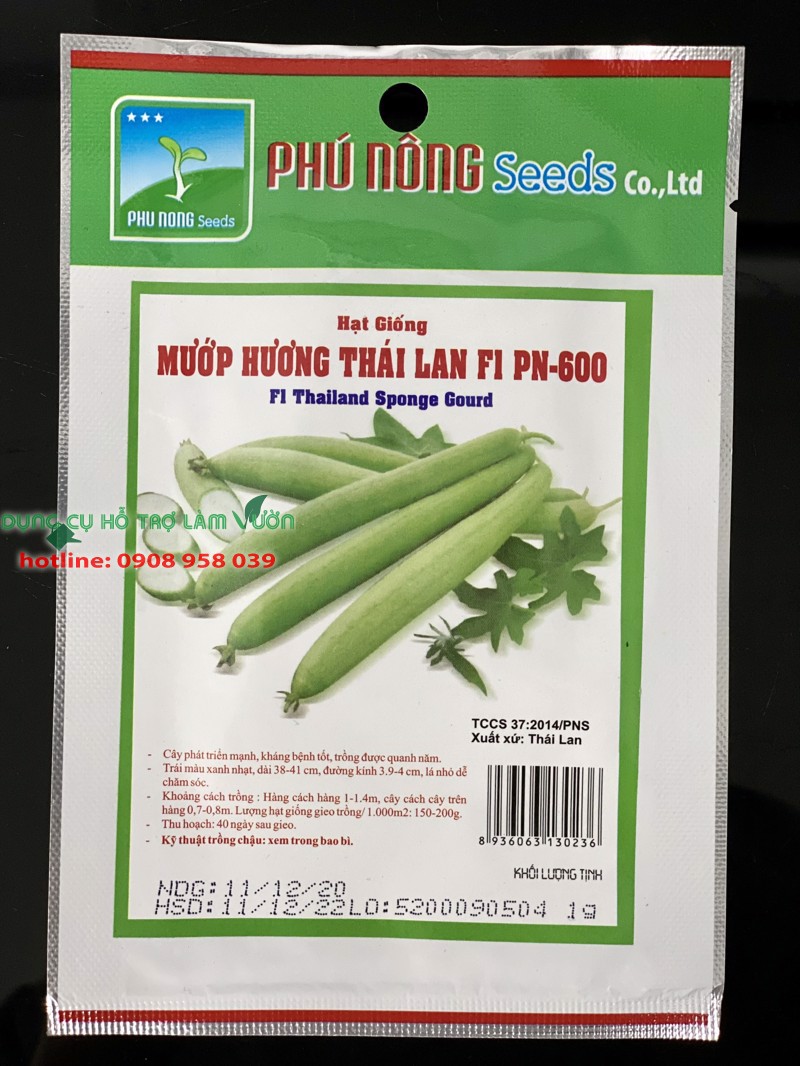 PHU NONG Seeds
PHÚ NÔNG Seeds Co.,Ltd
Hạt Giống
MƯỚP HƯƠNG THÁI LAN F1 PN-600
F1 Thailand Sponge Gourd
DỤNG CỤ HỖ TRỢ LÀM VƯỜN
hotline: 0908 958 039
TCCS 37:2014/PNS
Xuất xứ: Thái Lan
- Cây phát triển mạnh, kháng bệnh tốt, trồng được quanh năm.
- Trái màu xanh nhạt, dài 38-41 cm, đường kính 3.9-4 cm, lá nhỏ dễ
chăm sóc.
- Khoảng cách trồng : Hàng cách hàng 1-1.4m, cây cách cây trên
hàng 0,7-0,8m. Lượng hạt giống gieo trồng/ 1.000m2: 150-200g.
- Thu hoạch: 40 ngày sau gieo.
- Kỹ thuật trồng chậu: xem trong bao bì.
8 936063 130236
KHỐI LƯỢNG TỊNH
NDG:11/12/20
HSD:11/12/22LO:5200090504 1g